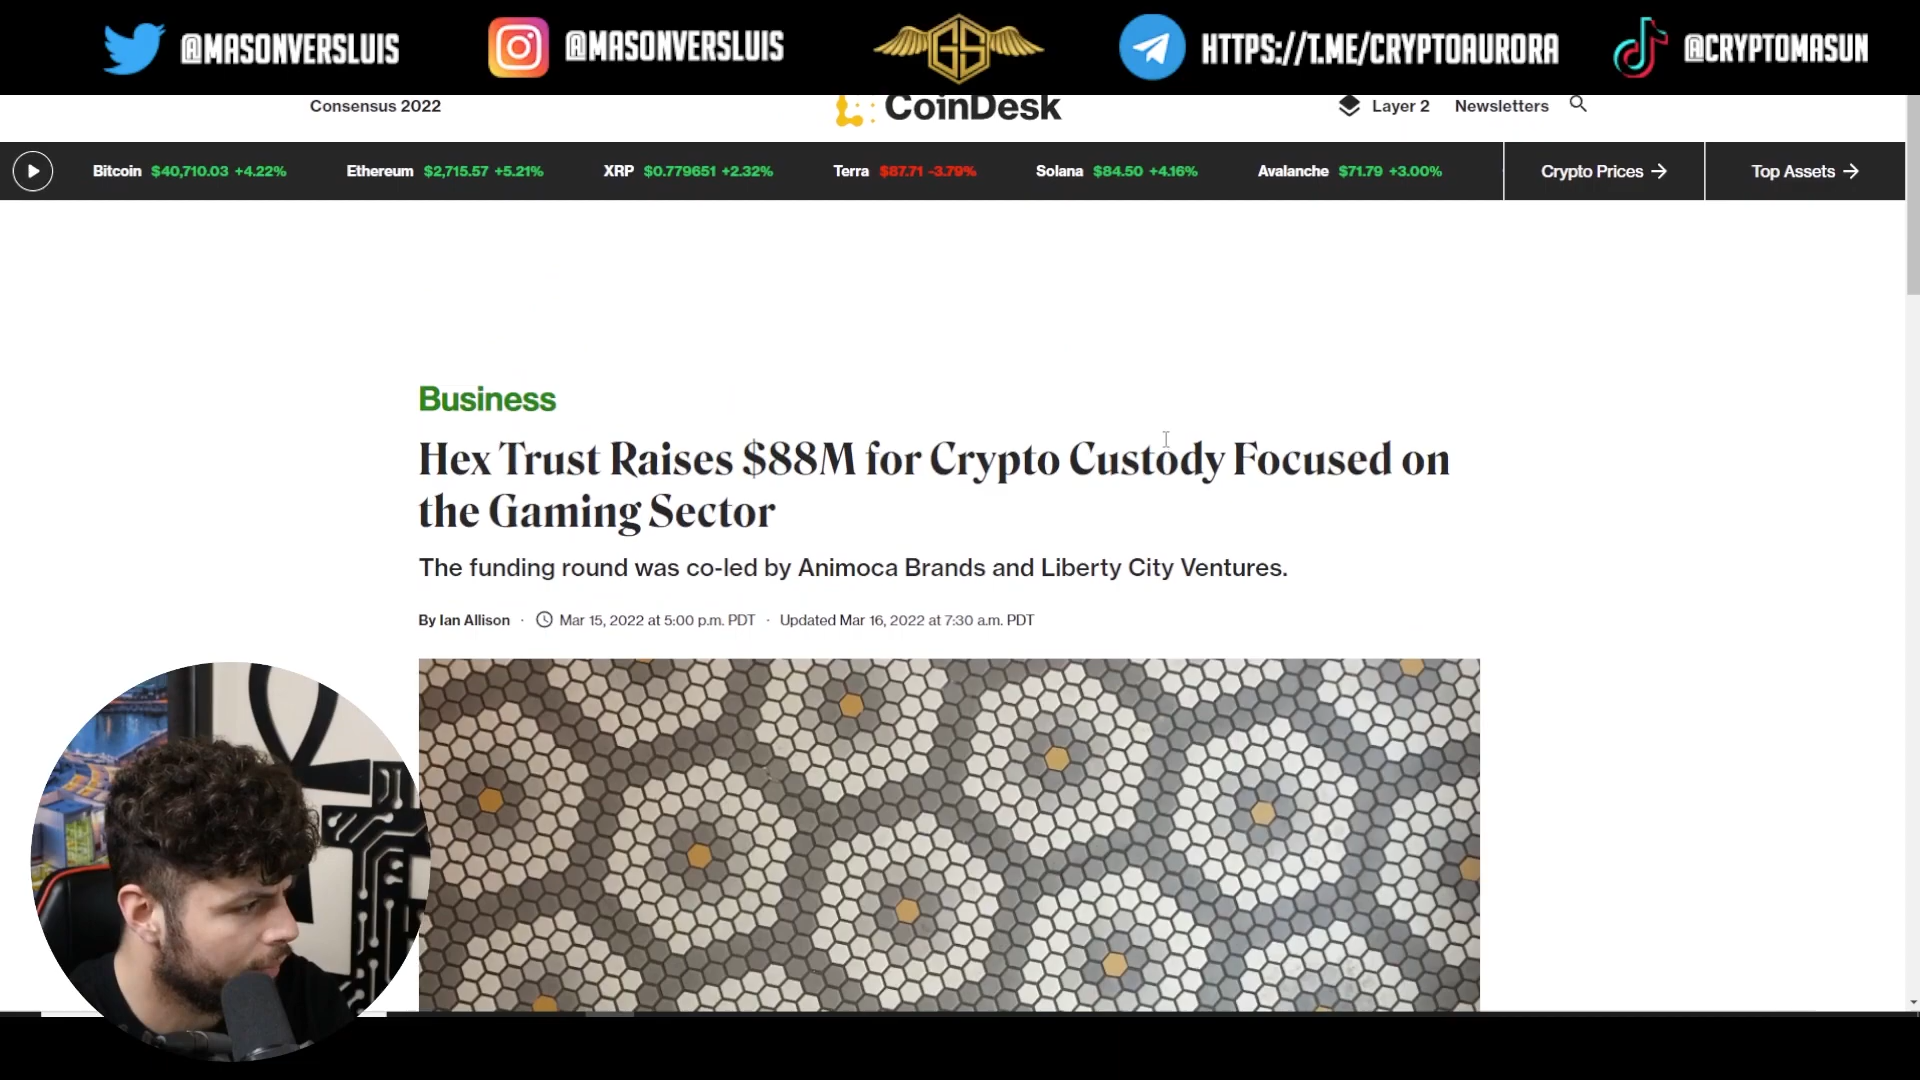 @MASONVERSLUIS @MASONVERSLUIS GS HTTPS://T.ME/CRYPTOAURORA @CRYPTOMASUN
Consensus 2022 CoinDesk Layer 2 Newsletters
Bitcoin $40,710.03 +4.22% Ethereum $2,715.57 +5.21% XRP $0.779651 +2.32% Terra $87.71 -3.79% Solana $84.50 +4.16% Avalanche $71.79 +3.00% Crypto Prices → Top Assets →
Business
Hex Trust Raises $88M for Crypto Custody Focused on
the Gaming Sector
The funding round was co-led by Animoca Brands and Liberty City Ventures.
By Ian Allison · Mar 15, 2022 at 5:00 p.m. PDT · Updated Mar 16, 2022 at 7:30 a.m. PDT